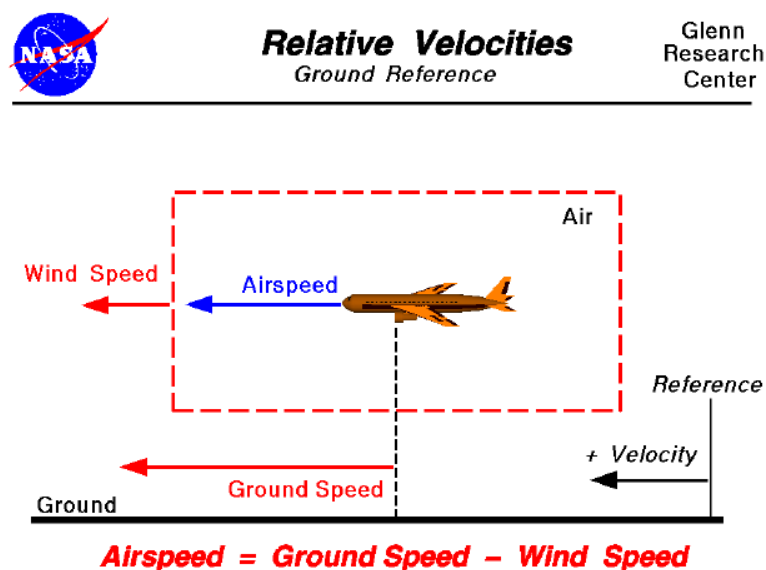 NASA
Relative Velocities
Ground Reference
Glenn
Research
Center
Air
Wind Speed
Airspeed
Reference
+ Velocity
Ground Speed
Ground
Airspeed = Ground Speed – Wind Speed